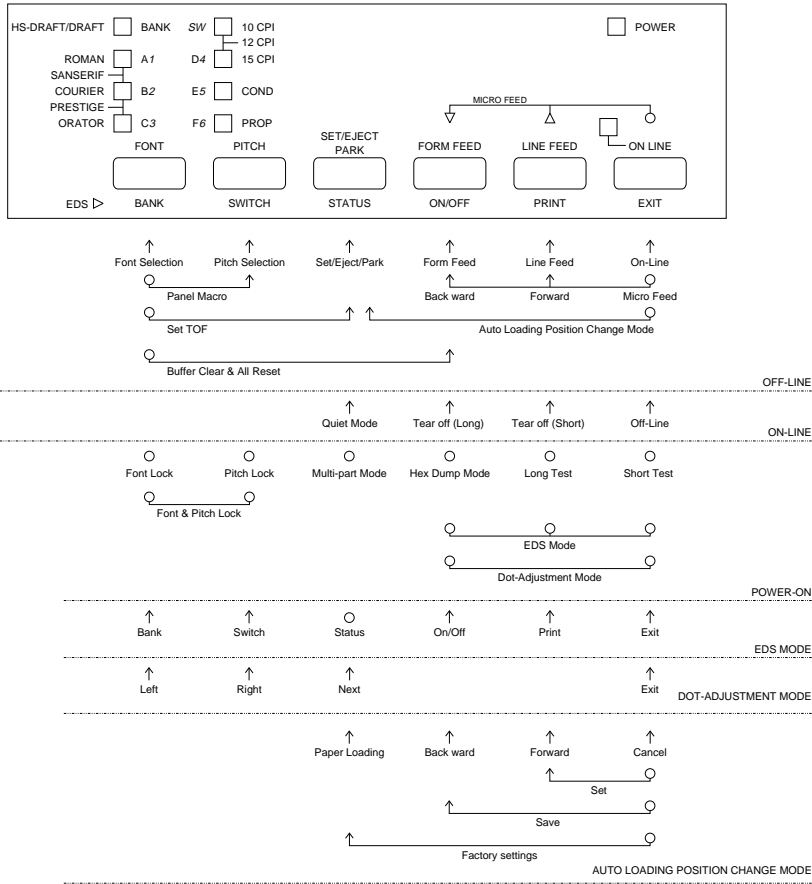 HS-DRAFT/DRAFT BANK SW 10 CPI POWER
12 CPI
ROMAN A1 D4 15 CPI
SANSERIF
COURIER B2 E5 COND
PRESTIGE MICRO FEED
ORATOR C3 F6 PROP
FONT PITCH SET/EJECT PARK FORM FEED LINE FEED ON LINE
EDS BANK SWITCH STATUS ON/OFF PRINT EXIT
Font Selection Pitch Selection Set/Eject/Park Form Feed Line Feed On-Line
Panel Macro Back ward Forward Micro Feed
Set TOF Auto Loading Position Change Mode
Buffer Clear & All Reset
OFF-LINE
Quiet Mode Tear off (Long) Tear off (Short) Off-Line
ON-LINE
Font Lock Pitch Lock Multi-part Mode Hex Dump Mode Long Test Short Test
Font & Pitch Lock
EDS Mode
Dot-Adjustment Mode
POWER-ON
Bank Switch Status On/Off Print Exit
EDS MODE
Left Right Next Exit
DOT-ADJUSTMENT MODE
Paper Loading Back ward Forward Cancel
Set
Save
Factory settings
AUTO LOADING POSITION CHANGE MODE